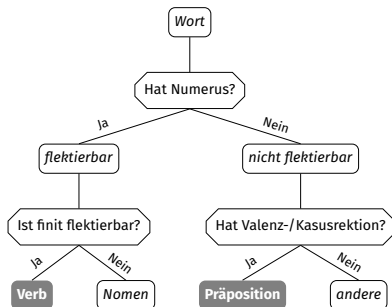 Wort
Hat Numerus?
Ja
Nein
flektierbar
nicht flektierbar
Ist finit flektierbar?
Hat Valenz-/Kasusrektion?
Ja
Nein
Ja
Nein
Verb
Nomen
Präposition
andere